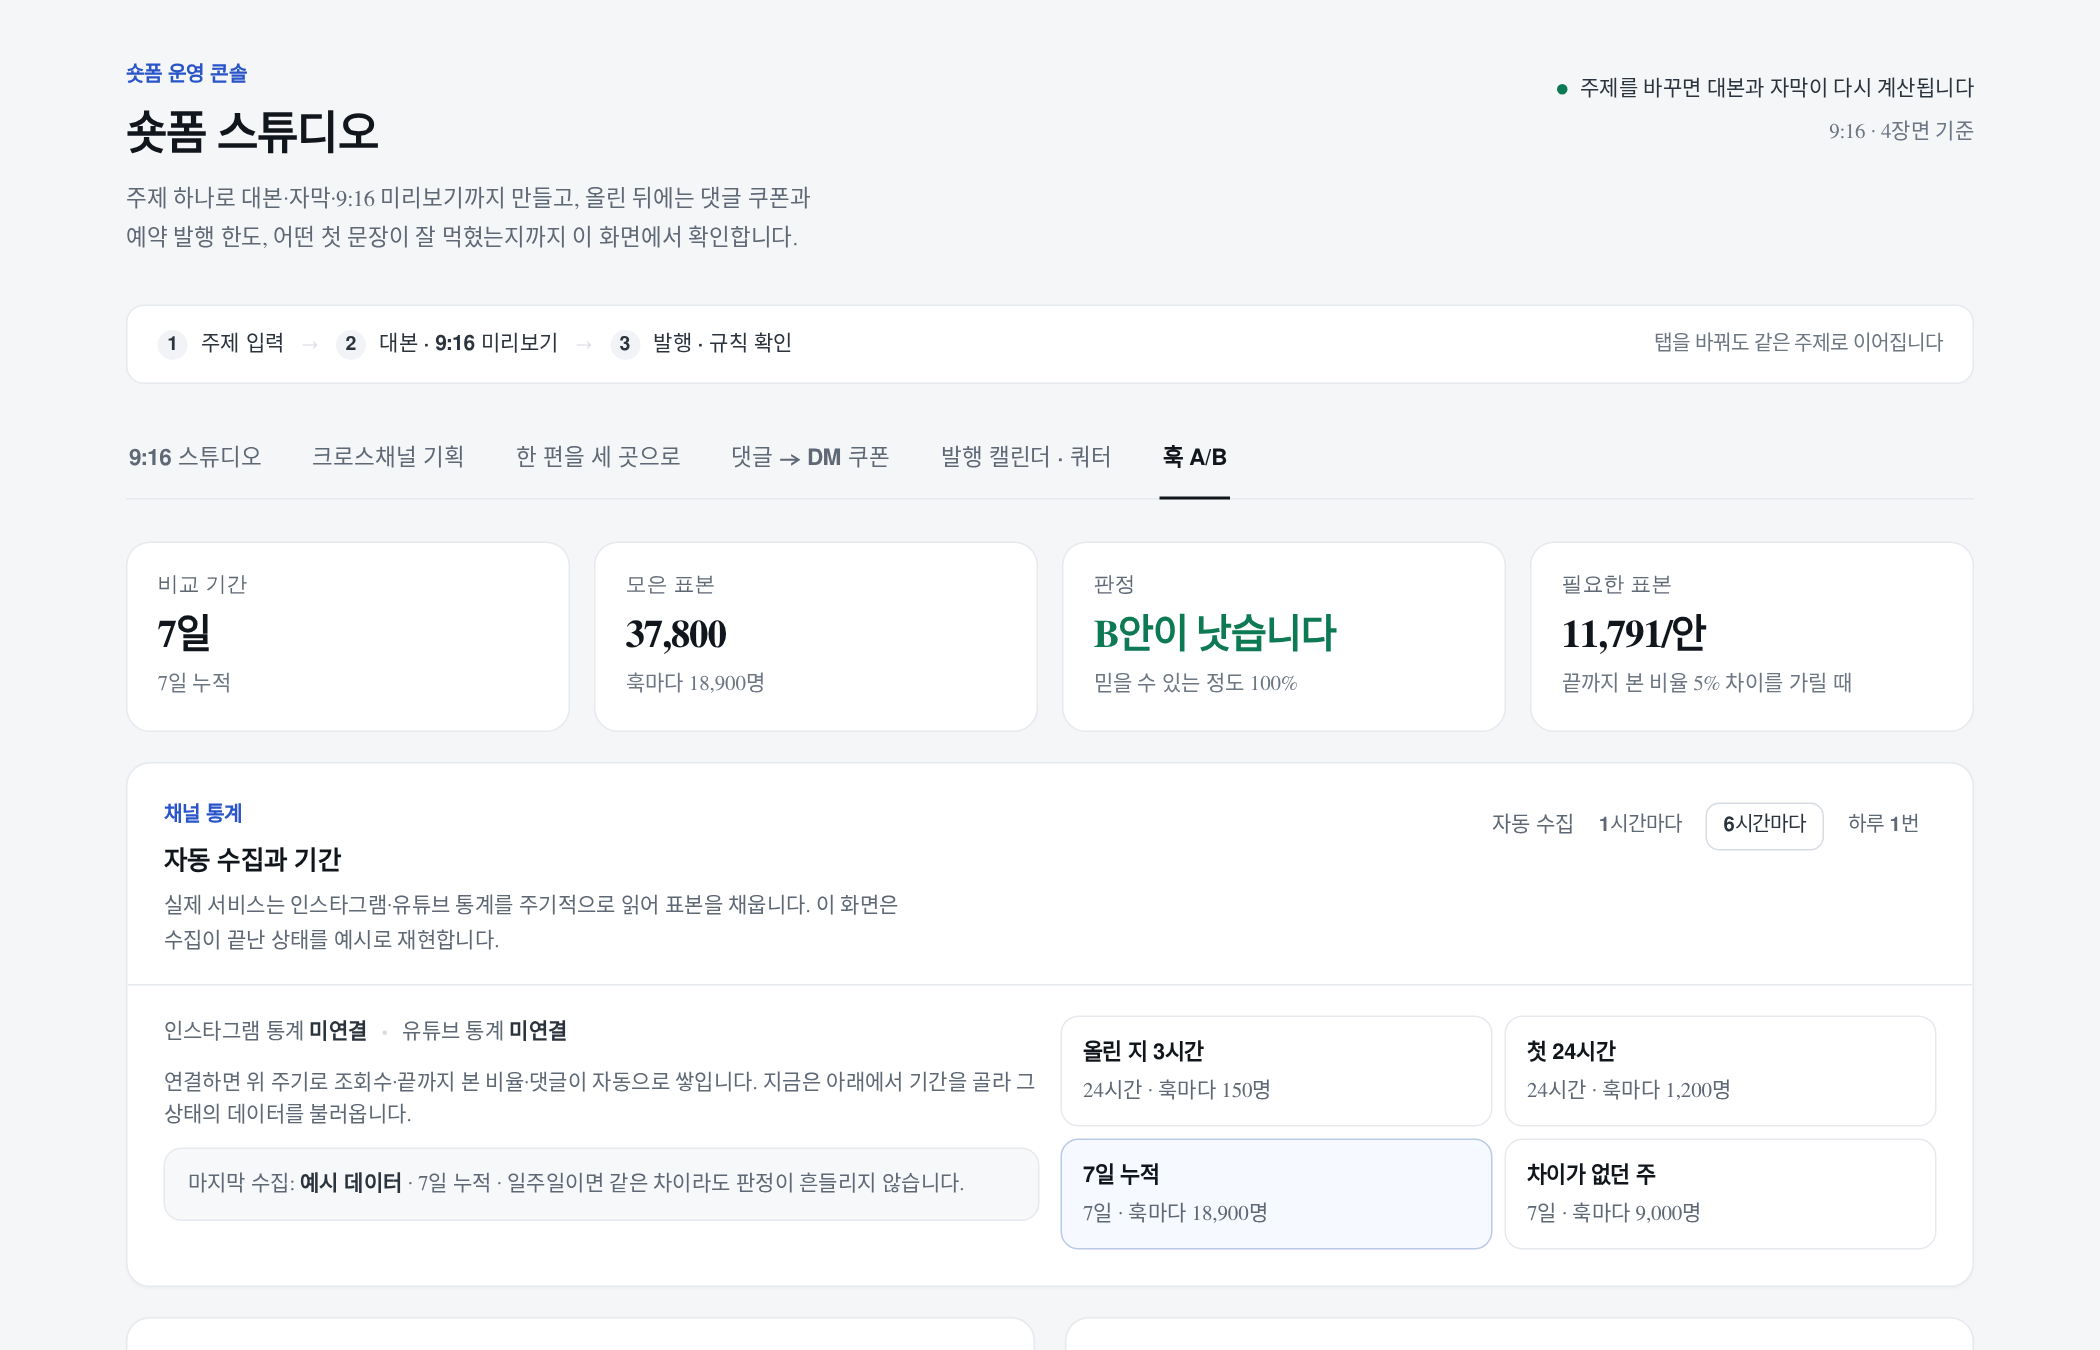 숏폼 운영 콘솔
숏폼 스튜디오
주제 하나로 대본·자막·9:16 미리보기까지 만들고, 올린 뒤에는 댓글 쿠폰과
예약 발행 한도, 어떤 첫 문장이 잘 먹혔는지까지 이 화면에서 확인합니다.
주제를 바꾸면 대본과 자막이 다시 계산됩니다
9:16 · 4장면 기준
1 주제 입력 → 2 대본 · 9:16 미리보기 → 3 발행 · 규칙 확인
탭을 바꿔도 같은 주제로 이어집니다
9:16 스튜디오 크로스채널 기획 한 편을 세 곳으로 댓글 → DM 쿠폰 발행 캘린더 · 쿼터 훅 A/B
비교 기간
7일
7일 누적
모은 표본
37,800
훅마다 18,900명
판정
B안이 낫습니다
믿을 수 있는 정도 100%
필요한 표본
11,791/안
끝까지 본 비율 5% 차이를 가릴 때
채널 통계
자동 수집과 기간
실제 서비스는 인스타그램·유튜브 통계를 주기적으로 읽어 표본을 채웁니다. 이 화면은
수집이 끝난 상태를 예시로 재현합니다.
자동 수집 1시간마다 6시간마다 하루 1번
인스타그램 통계 미연결 · 유튜브 통계 미연결
연결하면 위 주기로 조회수·끝까지 본 비율·댓글이 자동으로 쌓입니다. 지금은 아래에서 기간을 골라 그
상태의 데이터를 불러옵니다.
마지막 수집: 예시 데이터 · 7일 누적 · 일주일이면 같은 차이라도 판정이 흔들리지 않습니다.
올린 지 3시간
24시간 · 훅마다 150명
첫 24시간
24시간 · 훅마다 1,200명
7일 누적
7일 · 훅마다 18,900명
차이가 없던 주
7일 · 훅마다 9,000명